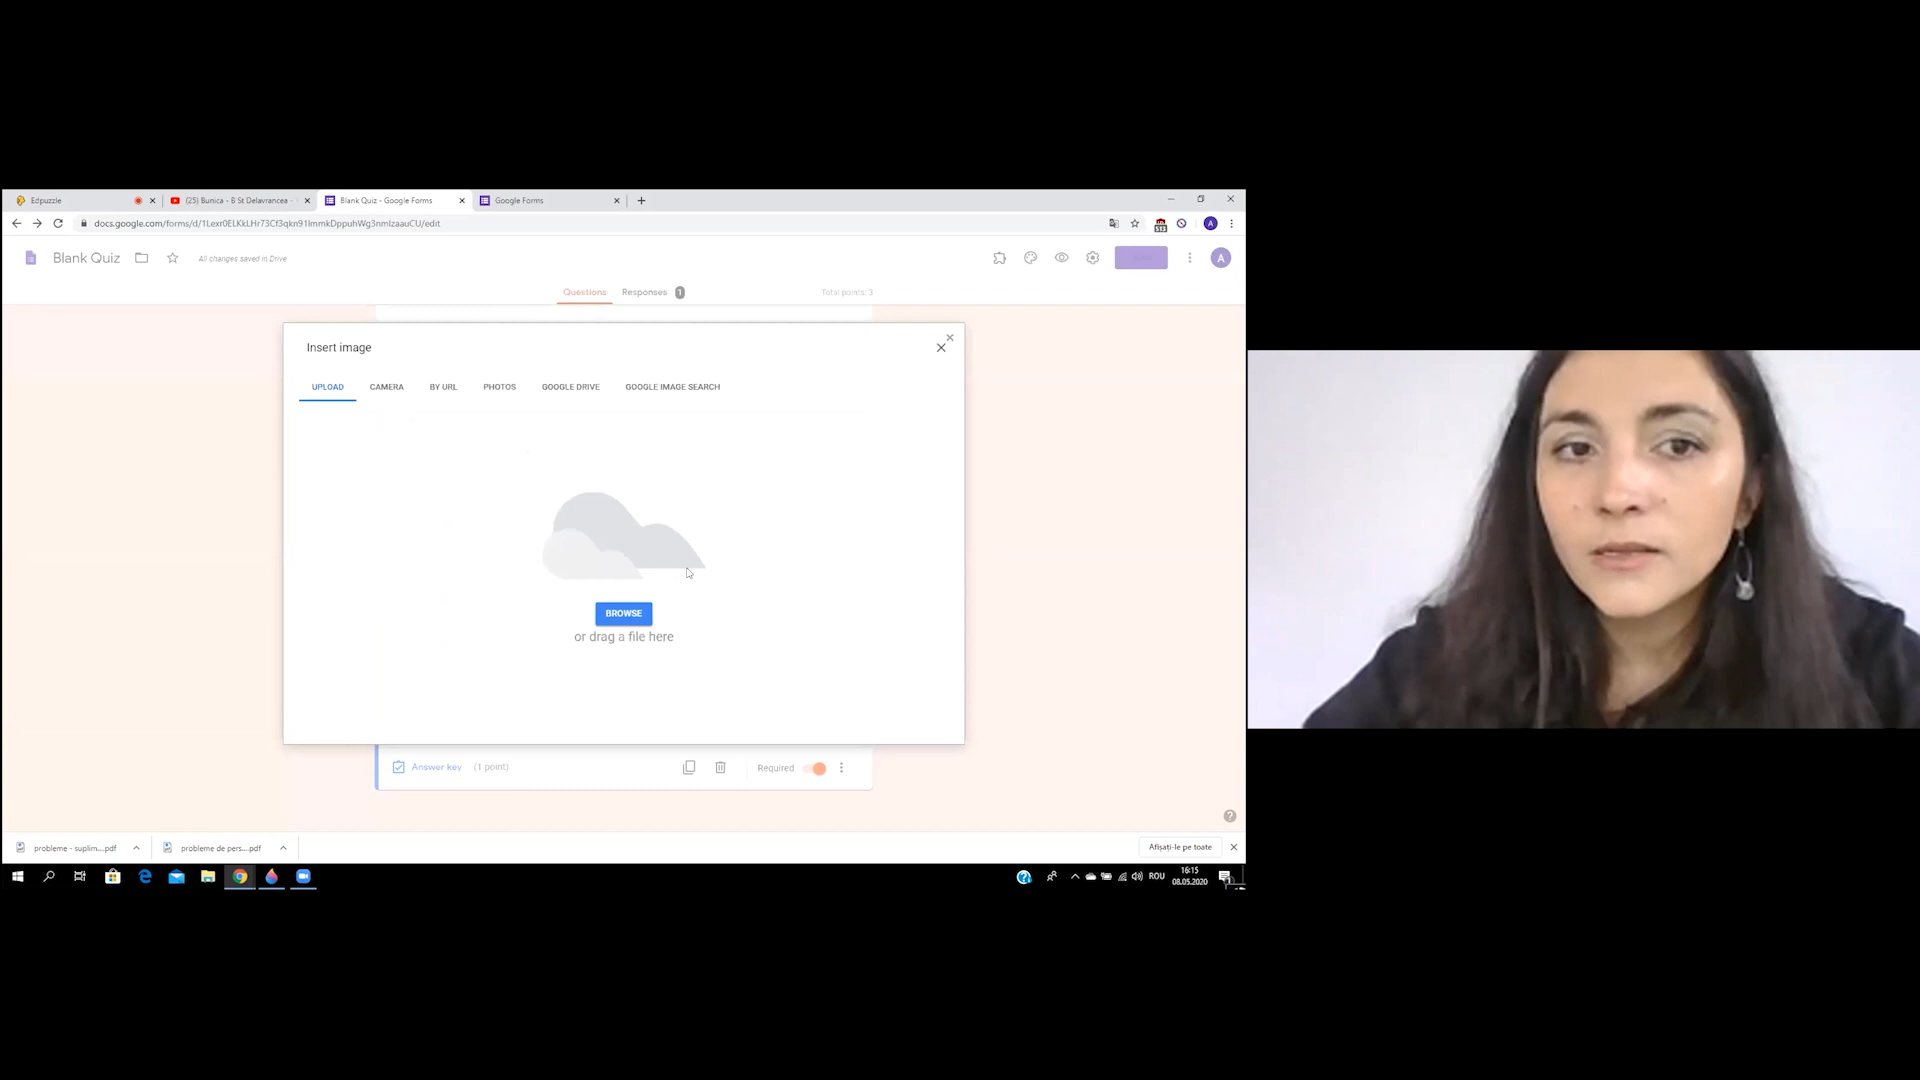 Edpuzzle
(25) Bunica - B St Delavrancea -
Blank Quiz - Google Forms
Google Forms
docs.google.com/forms/d/1Lexr0ELKkLHr73Cf3qkn91ImmkDppuhWg3nmIzaauCU/edit
Blank Quiz
All changes saved in Drive
A
Questions
Responses
1
Total points: 3
Insert image
UPLOAD
CAMERA
BY URL
PHOTOS
GOOGLE DRIVE
GOOGLE IMAGE SEARCH
BROWSE
or drag a file here
Answer key
(1 point)
Required
probleme - suplim....pdf
probleme de pers....pdf
Afișați-le pe toate
ROU
16:15
08.05.2020